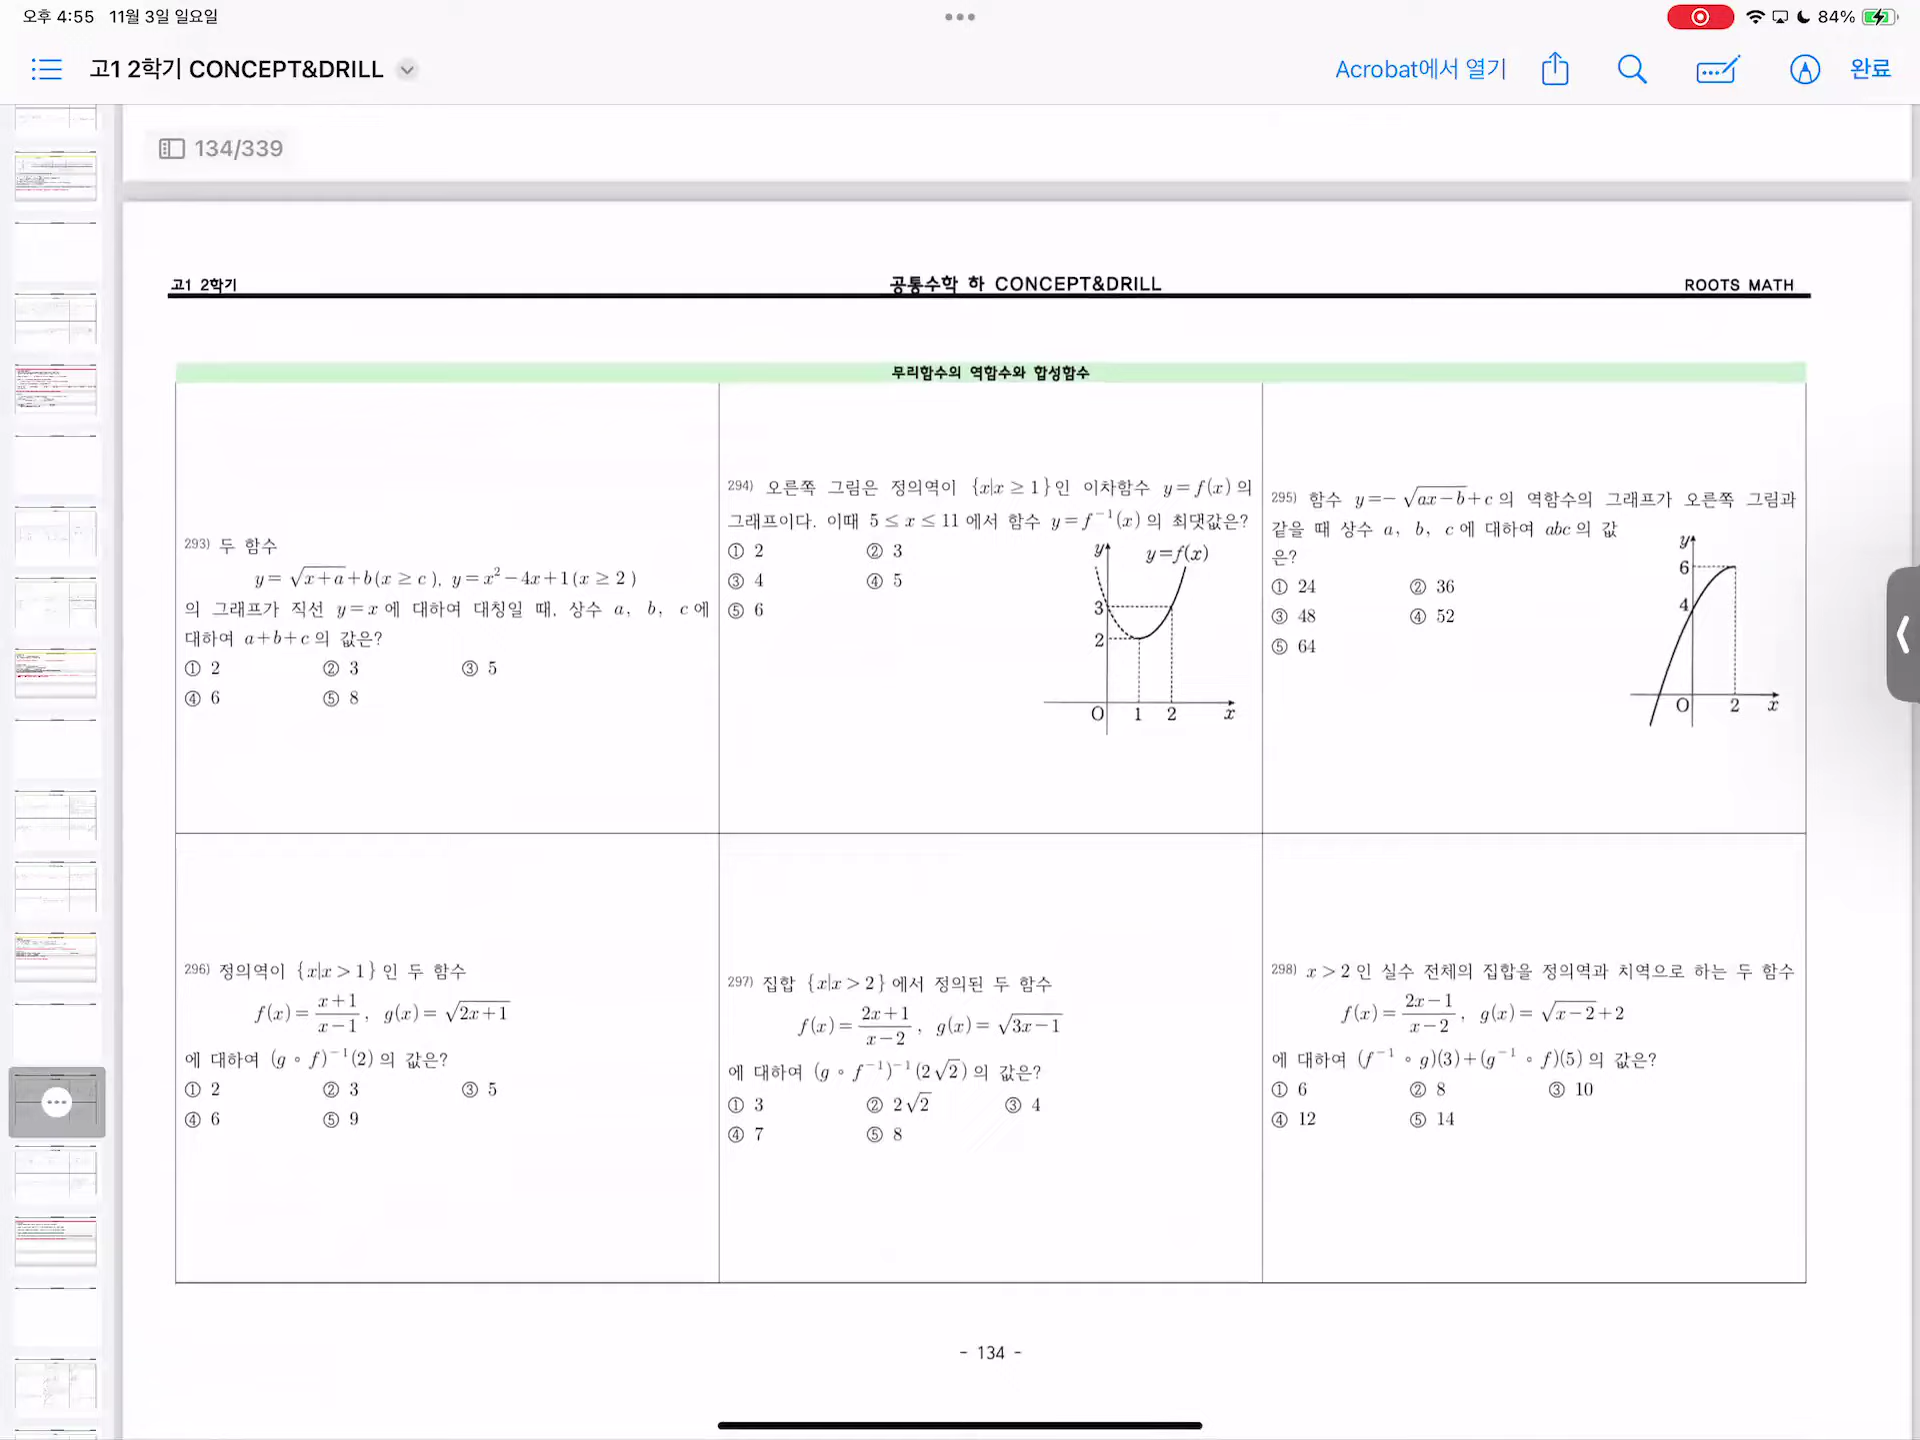 오후 4:55 11월 3일 일요일
84%
고1 2학기 CONCEPT&DRILL
Acrobat에서 열기
완료
134/339
고1 2학기
공통수학 하 CONCEPT&DRILL
ROOTS MATH
무리함수의 역함수와 합성함수
293) 두 함수
y=√(x+a)+b(x≥c), y=x²−4x+1(x≥2)
의 그래프가 직선 y=x에 대하여 대칭일 때, 상수 a, b, c에
대하여 a+b+c의 값은?
① 2 ② 3 ③ 5
④ 6 ⑤ 8
294) 오른쪽 그림은 정의역이 {x|x≥1}인 이차함수 y=f(x)의
그래프이다. 이때 5≤x≤11에서 함수 y=f⁻¹(x)의 최댓값은?
① 2 ② 3
③ 4 ④ 5
⑤ 6
y y=f(x)
3
2
O 1 2 x
295) 함수 y=−√(ax−b)+c의 역함수의 그래프가 오른쪽 그림과
같을 때 상수 a, b, c에 대하여 abc의 값
은?
① 24 ② 36
③ 48 ④ 52
⑤ 64
y
6
4
O 2 x
296) 정의역이 {x|x>1}인 두 함수
f(x)=(x+1)/(x−1), g(x)=√(2x+1)
에 대하여 (g∘f)⁻¹(2)의 값은?
① 2 ② 3 ③ 5
④ 6 ⑤ 9
297) 집합 {x|x>2}에서 정의된 두 함수
f(x)=(2x+1)/(x−2), g(x)=√(3x−1)
에 대하여 (g∘f⁻¹)⁻¹(2√2)의 값은?
① 3 ② 2√2 ③ 4
④ 7 ⑤ 8
298) x>2인 실수 전체의 집합을 정의역과 치역으로 하는 두 함수
f(x)=(2x−1)/(x−2), g(x)=√(x−2)+2
에 대하여 (f⁻¹∘g)(3)+(g⁻¹∘f)(5)의 값은?
① 6 ② 8 ③ 10
④ 12 ⑤ 14
- 134 -